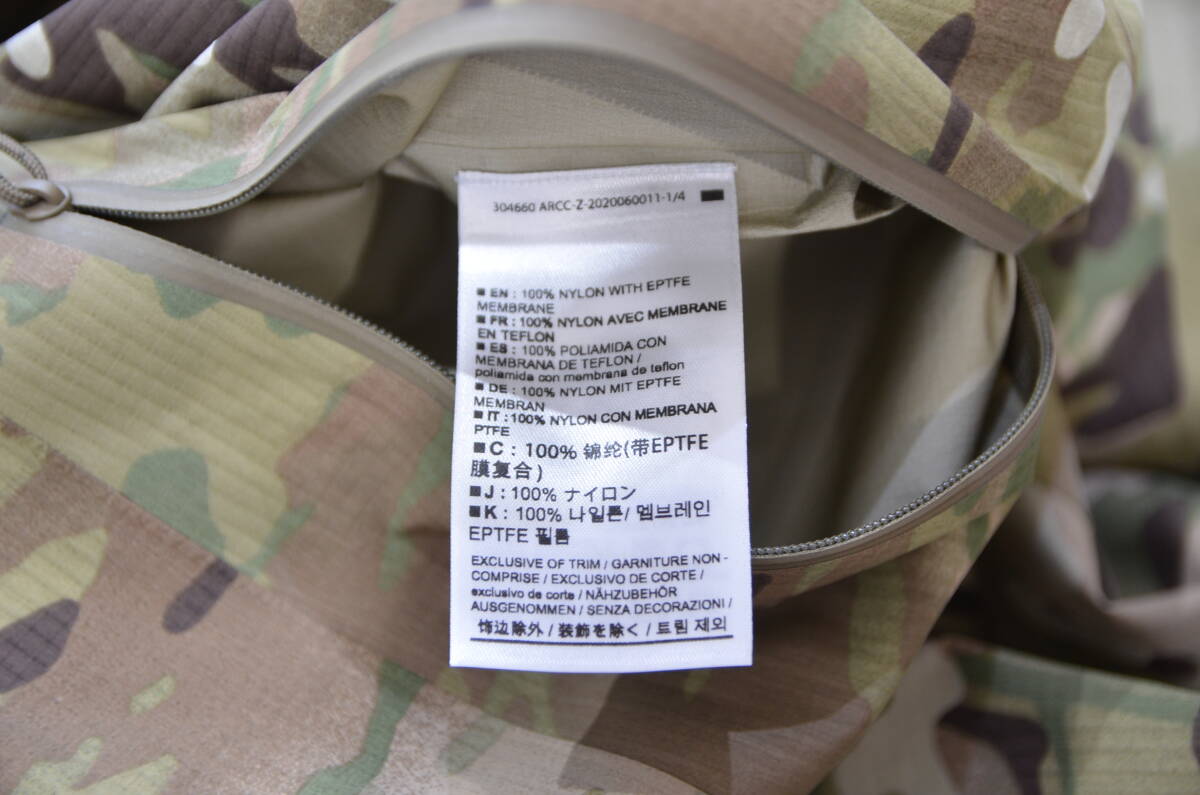 304660 ARCC-Z-2020060011-1/4
■ EN : 100% NYLON WITH EPTFE
MEMBRANE
■ FR : 100% NYLON AVEC MEMBRANE
EN TEFLON
■ ES : 100% POLIAMIDA CON
MEMBRANA DE TEFLON /
poliamida con membrana de teflon
■ DE : 100% NYLON MIT EPTFE
MEMBRAN
■ IT : 100% NYLON CON MEMBRANA
PTFE
■ C : 100% 锦纶(带EPTFE
膜复合)
■ J : 100% ナイロン
■ K : 100% 나일론/ 멤브레인
EPTFE 필름
EXCLUSIVE OF TRIM / GARNITURE NON-
COMPRISE / EXCLUSIVO DE CORTE /
exclusivo de corte / NÄHZUBEHÖR
AUSGENOMMEN / SENZA DECORAZIONI /
饰边除外 / 装飾を除く / 트림 제외